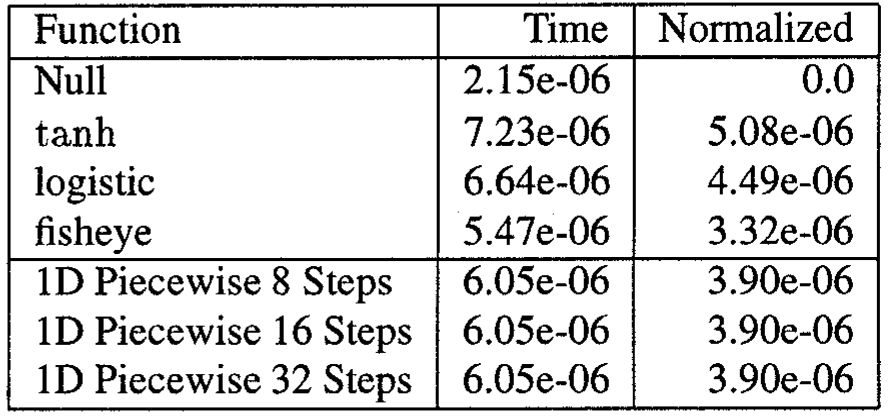 Function Time Normalized
Null 2.15e-06 0.0
tanh 7.23e-06 5.08e-06
logistic 6.64e-06 4.49e-06
fisheye 5.47e-06 3.32e-06
1D Piecewise 8 Steps 6.05e-06 3.90e-06
1D Piecewise 16 Steps 6.05e-06 3.90e-06
1D Piecewise 32 Steps 6.05e-06 3.90e-06